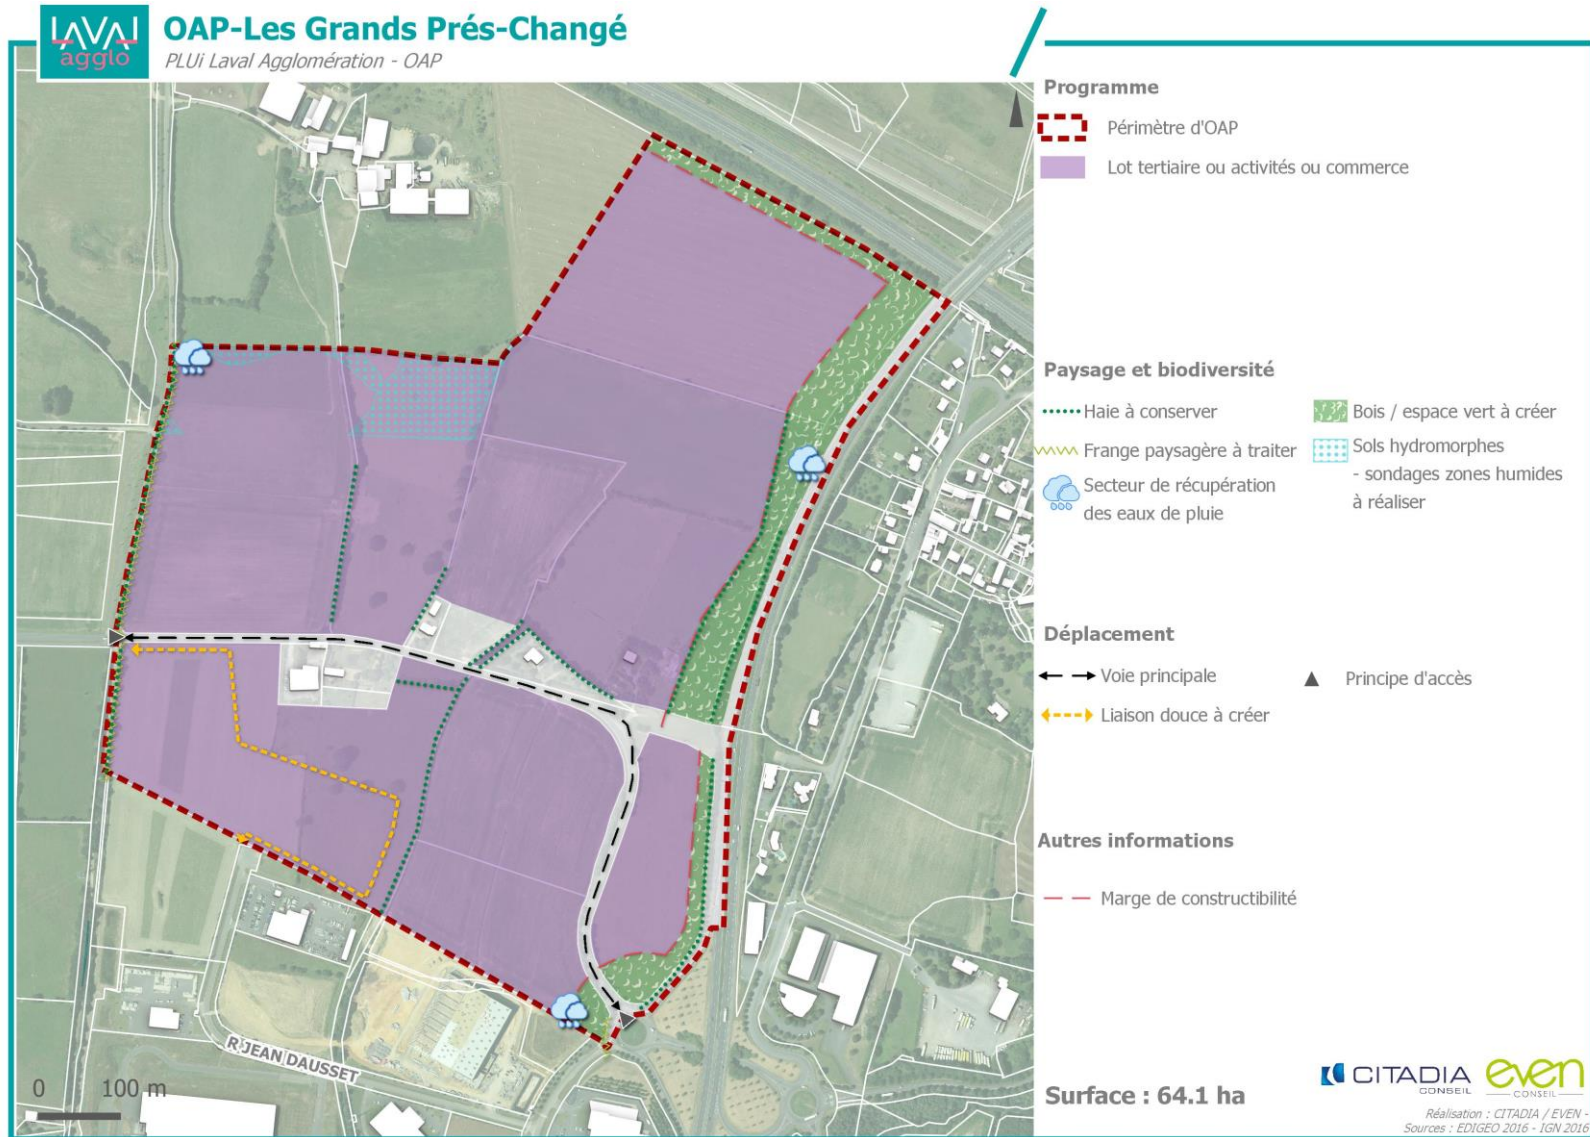 LAVAL
agglo
OAP-Les Grands Prés-Changé
PLUi Laval Agglomération - OAP
Programme
Périmètre d'OAP
Lot tertiaire ou activités ou commerce
Paysage et biodiversité
Haie à conserver
Bois / espace vert à créer
Frange paysagère à traiter
Sols hydromorphes
- sondages zones humides
à réaliser
Secteur de récupération
des eaux de pluie
Déplacement
Voie principale
Principe d'accès
Liaison douce à créer
Autres informations
Marge de constructibilité
R JEAN DAUSSET
0 100 m
Surface : 64.1 ha
CITADIA
CONSEIL
even
CONSEIL
Réalisation : CITADIA / EVEN -
Sources : EDIGEO 2016 - IGN 2016